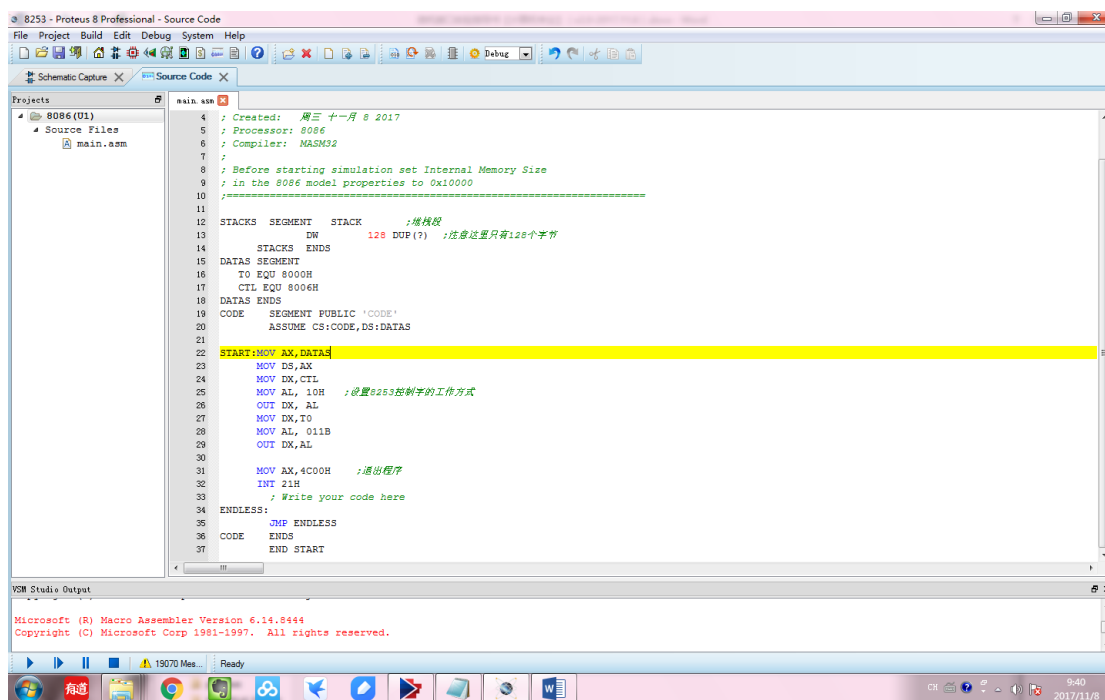 8253 - Proteus 8 Professional - Source Code
File Project Build Edit Debug System Help
Debug
Schematic Capture
Source Code
Projects
8086(U1)
Source Files
main.asm
main.asm
4 ; Created: 周三 十一月 8 2017
5 ; Processor: 8086
6 ; Compiler: MASM32
7 ;
8 ; Before starting simulation set Internal Memory Size
9 ; in the 8086 model properties to 0x10000
10 ;====================================================================
11
12 STACKS SEGMENT STACK ;堆栈段
13 DW 128 DUP(?) ;注意这里只有128个字节
14 STACKS ENDS
15 DATAS SEGMENT
16 T0 EQU 8000H
17 CTL EQU 8006H
18 DATAS ENDS
19 CODE SEGMENT PUBLIC 'CODE'
20 ASSUME CS:CODE,DS:DATAS
21
22 START:MOV AX,DATAS
23 MOV DS,AX
24 MOV DX,CTL
25 MOV AL, 10H ;设置8253控制字的工作方式
26 OUT DX, AL
27 MOV DX,T0
28 MOV AL, 011B
29 OUT DX,AL
30
31 MOV AX,4C00H ;退出程序
32 INT 21H
33 ; Write your code here
34 ENDLESS:
35 JMP ENDLESS
36 CODE ENDS
37 END START
VSM Studio Output
Microsoft (R) Macro Assembler Version 6.14.8444
Copyright (C) Microsoft Corp 1981-1997. All rights reserved.
19070 Mes... Ready
有道
CH
9:40
2017/11/8